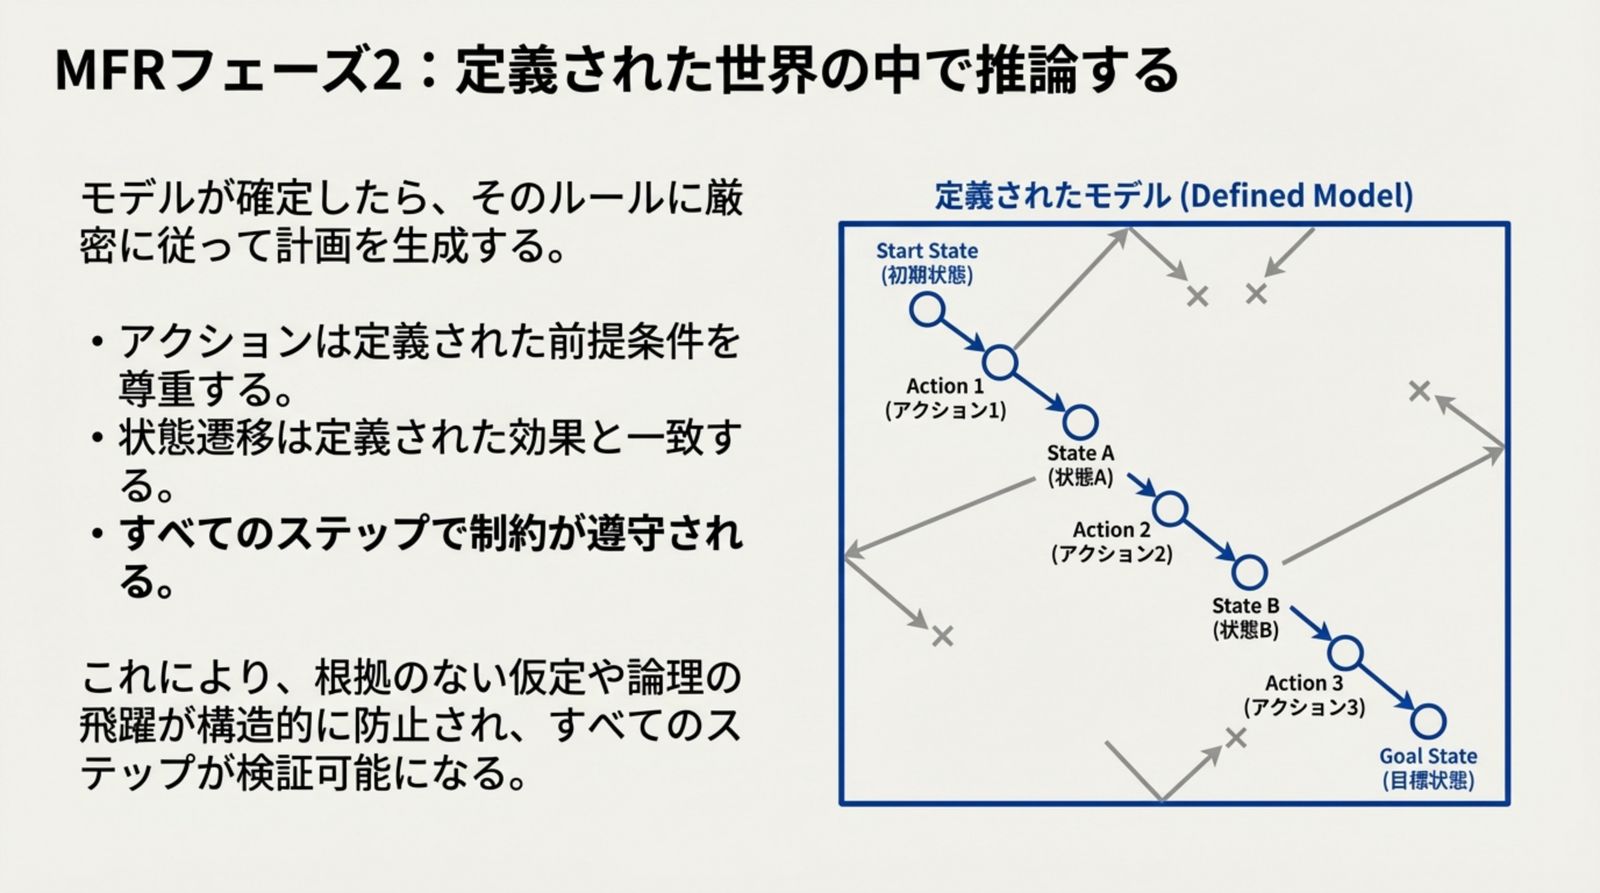 MFRフェーズ2：定義された世界の中で推論する
モデルが確定したら、そのルールに厳
密に従って計画を生成する。
・アクションは定義された前提条件を
尊重する。
・状態遷移は定義された効果と一致す
る。
・すべてのステップで制約が遵守され
る。
これにより、根拠のない仮定や論理の
飛躍が構造的に防止され、すべてのス
テップが検証可能になる。
定義されたモデル (Defined Model)
Start State
(初期状態)
Action 1
(アクション1)
State A
(状態A)
Action 2
(アクション2)
State B
(状態B)
Action 3
(アクション3)
Goal State
(目標状態)